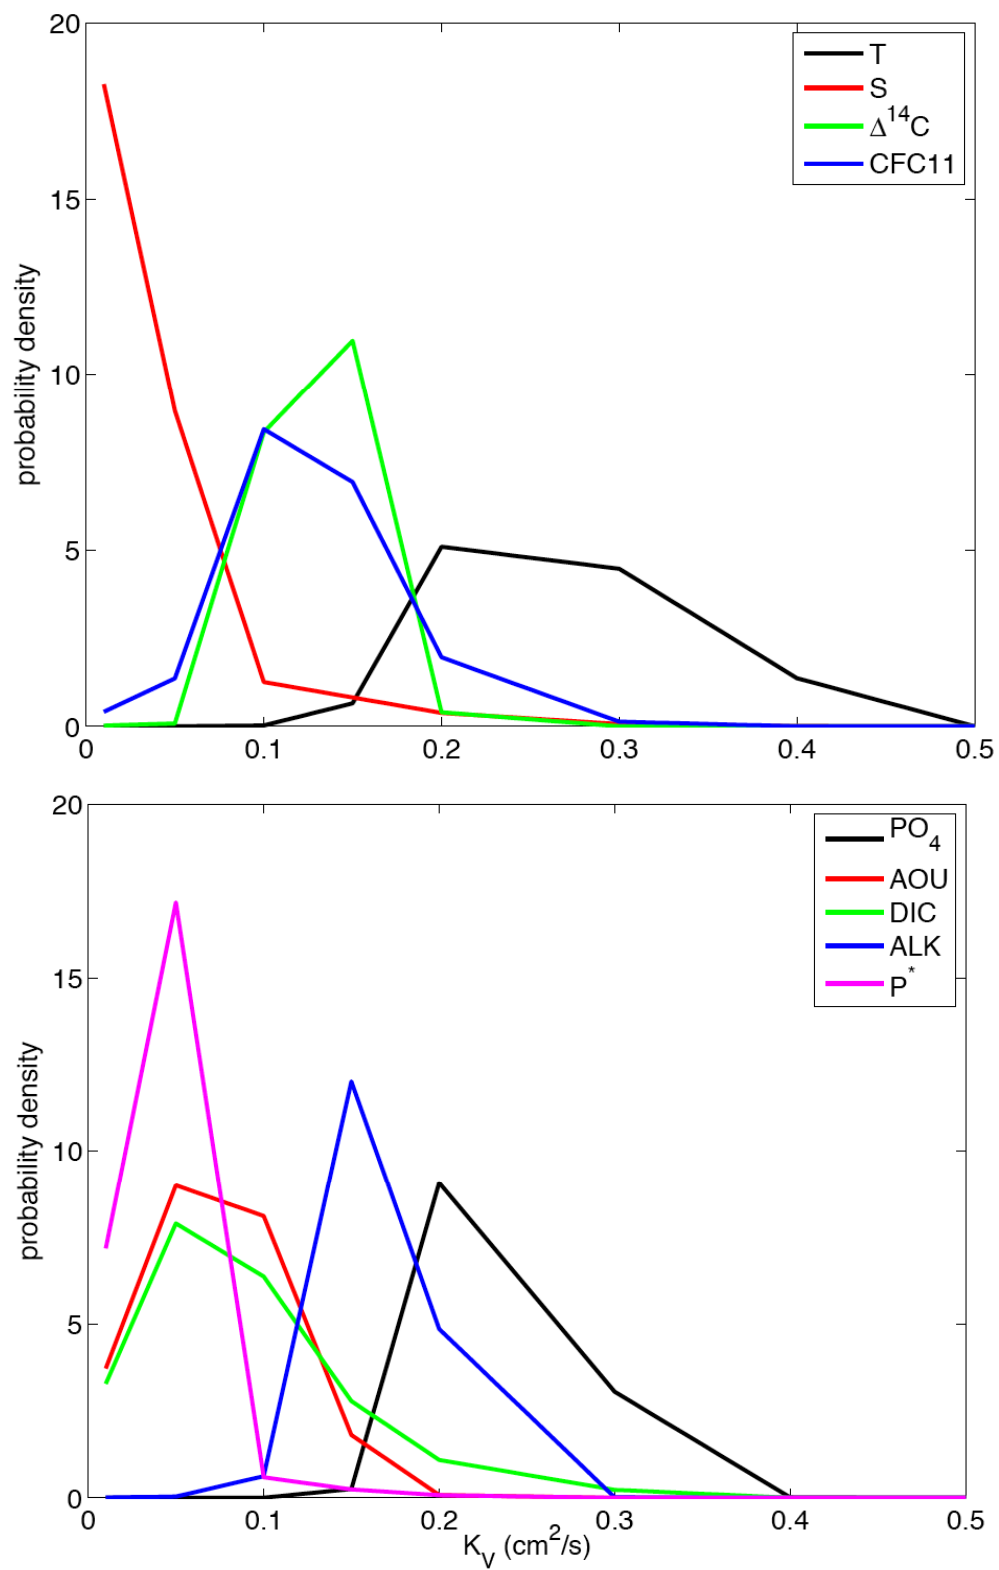 20
15
10
5
0
probability density
0 0.1 0.2 0.3 0.4 0.5
T
S
Δ¹⁴C
CFC11
20
15
10
5
0
probability density
0 0.1 0.2 0.3 0.4 0.5
K_V (cm²/s)
PO₄
AOU
DIC
ALK
P*